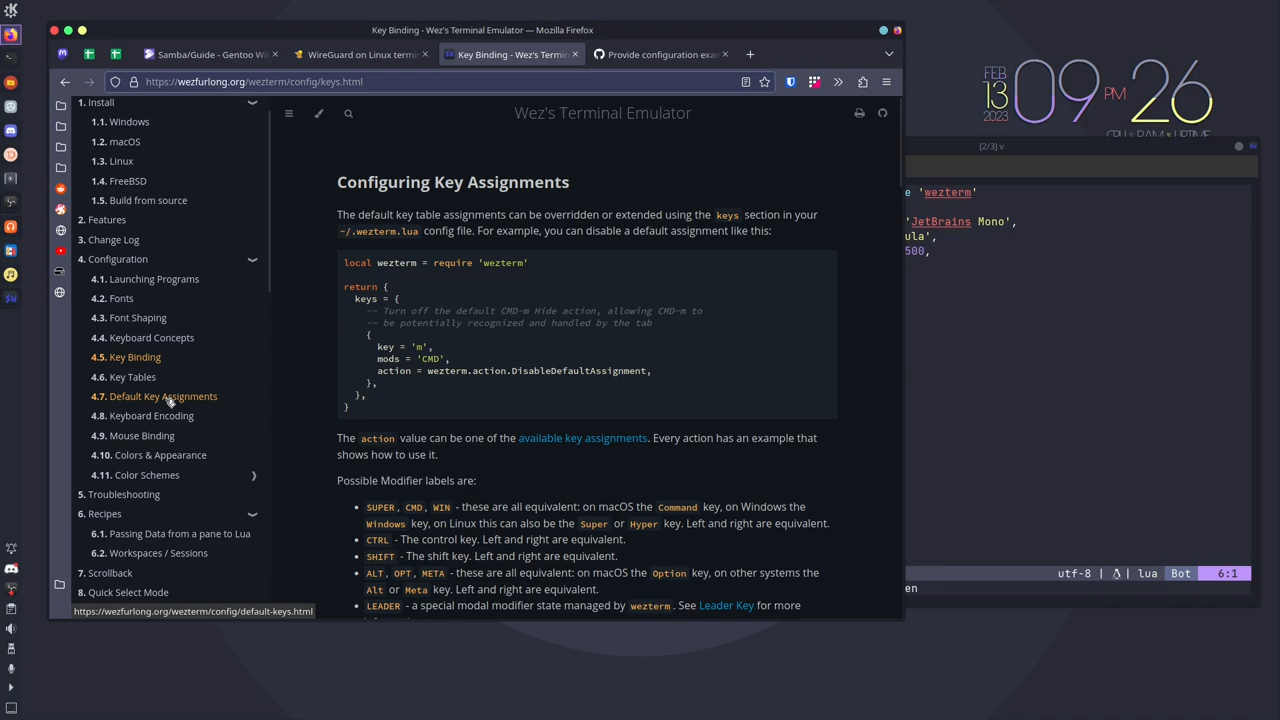 Key Binding - Wez's Terminal Emulator — Mozilla Firefox
Samba/Guide - Gentoo Wi
WireGuard on Linux termi
Key Binding - Wez's Termin
Provide configuration exa
https://wezfurlong.org/wezterm/config/keys.html
1. Install
1.1. Windows
1.2. macOS
1.3. Linux
1.4. FreeBSD
1.5. Build from source
2. Features
3. Change Log
4. Configuration
4.1. Launching Programs
4.2. Fonts
4.3. Font Shaping
4.4. Keyboard Concepts
4.5. Key Binding
4.6. Key Tables
4.7. Default Key Assignments
4.8. Keyboard Encoding
4.9. Mouse Binding
4.10. Colors & Appearance
4.11. Color Schemes
5. Troubleshooting
6. Recipes
6.1. Passing Data from a pane to Lua
6.2. Workspaces / Sessions
7. Scrollback
8. Quick Select Mode
https://wezfurlong.org/wezterm/config/default-keys.html
Wez's Terminal Emulator
Configuring Key Assignments
The default key table assignments can be overridden or extended using the keys section in your
~/.wezterm.lua config file. For example, you can disable a default assignment like this:
local wezterm = require 'wezterm'
return {
keys = {
-- Turn off the default CMD-m Hide action, allowing CMD-m to
-- be potentially recognized and handled by the tab
{
key = 'm',
mods = 'CMD',
action = wezterm.action.DisableDefaultAssignment,
},
},
}
The action value can be one of the available key assignments. Every action has an example that
shows how to use it.
Possible Modifier labels are:
• SUPER, CMD, WIN - these are all equivalent: on macOS the Command key, on Windows the
Windows key, on Linux this can also be the Super or Hyper key. Left and right are equivalent.
• CTRL - The control key. Left and right are equivalent.
• SHIFT - The shift key. Left and right are equivalent.
• ALT, OPT, META - these are all equivalent: on macOS the Option key, on other systems the
Alt or Meta key. Left and right are equivalent.
• LEADER - a special modal modifier state managed by wezterm. See Leader Key for more
FEB
13
2023
09
PM
26
CPU • RAM • UPTIME
[2/3] v
e 'wezterm'
'JetBrains Mono',
ula',
500,
utf-8 | | lua Bot 6:1
en